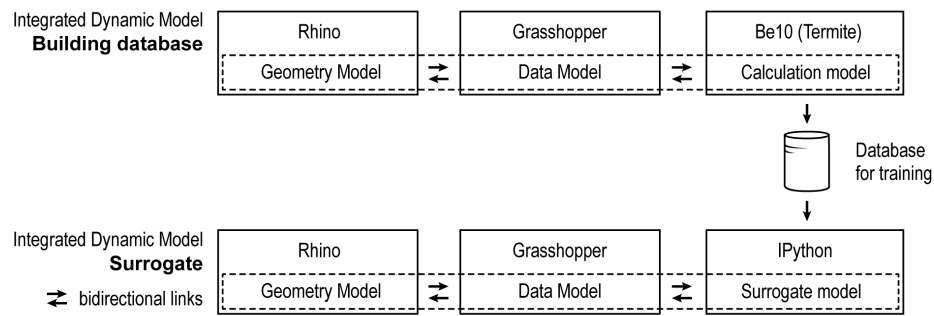 Integrated Dynamic Model
Building database
Rhino
Geometry Model
Grasshopper
Data Model
Be10 (Termite)
Calculation model
Database
for training
Integrated Dynamic Model
Surrogate
bidirectional links
Rhino
Geometry Model
Grasshopper
Data Model
IPython
Surrogate model